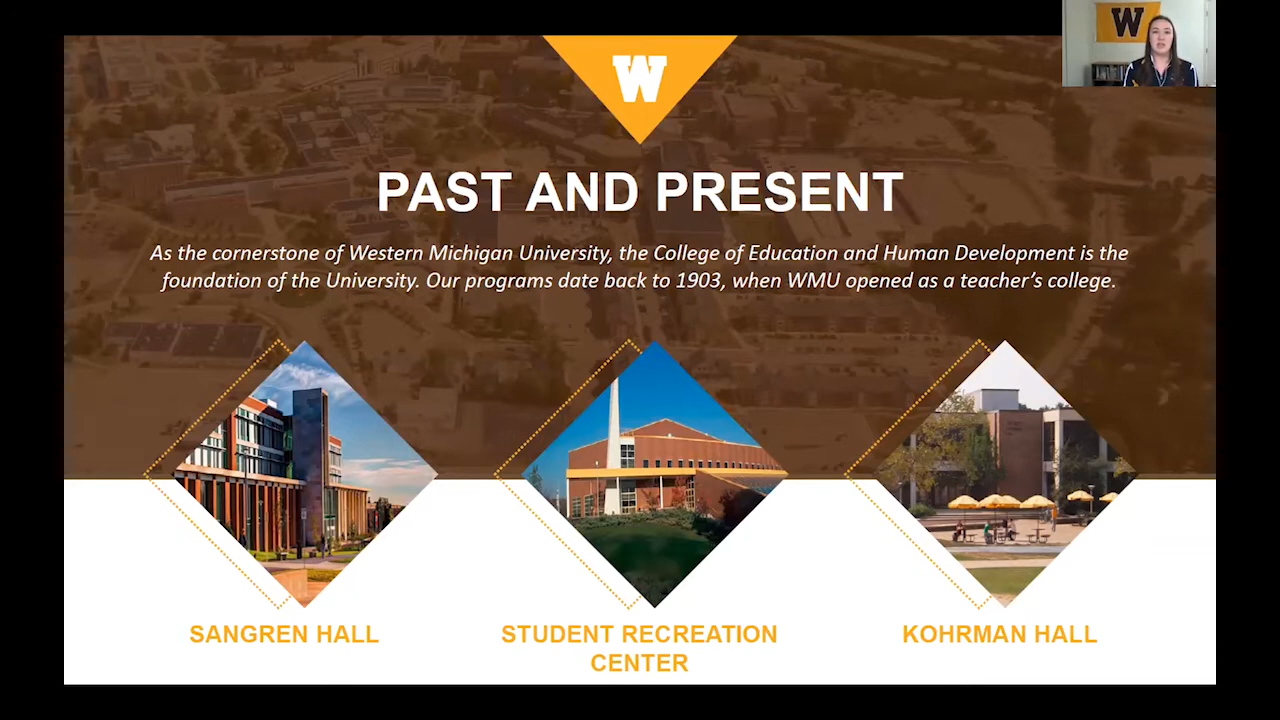 W
W
PAST AND PRESENT
As the cornerstone of Western Michigan University, the College of Education and Human Development is the
foundation of the University. Our programs date back to 1903, when WMU opened as a teacher's college.
SANGREN HALL
STUDENT RECREATION
CENTER
KOHRMAN HALL